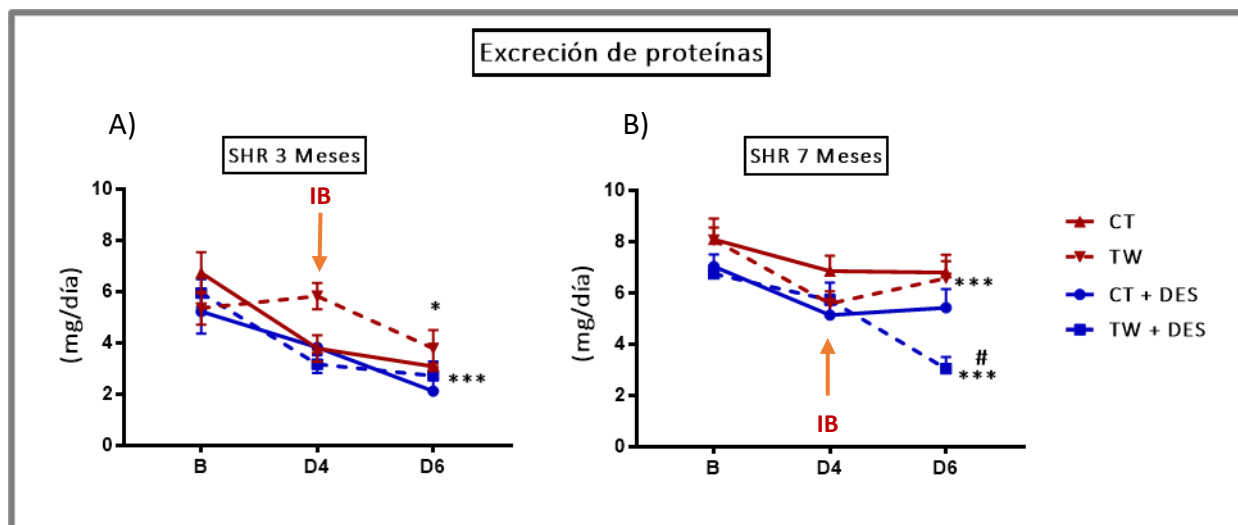 Excreción de proteínas
A)
SHR 3 Meses
IB
10
8
6
4
2
0
(mg/día)
*
***
B
D4
D6
B)
SHR 7 Meses
10
8
6
4
2
0
(mg/día)
***
#
***
IB
B
D4
D6
CT
TW
CT + DES
TW + DES